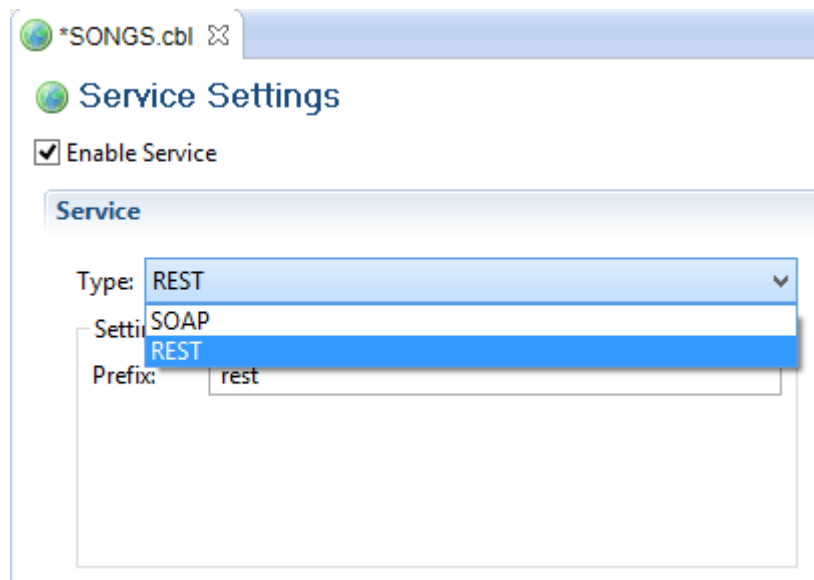 *SONGS.cbl
Service Settings
Enable Service
Service
Type: REST
SOAP
REST
Prefix: rest